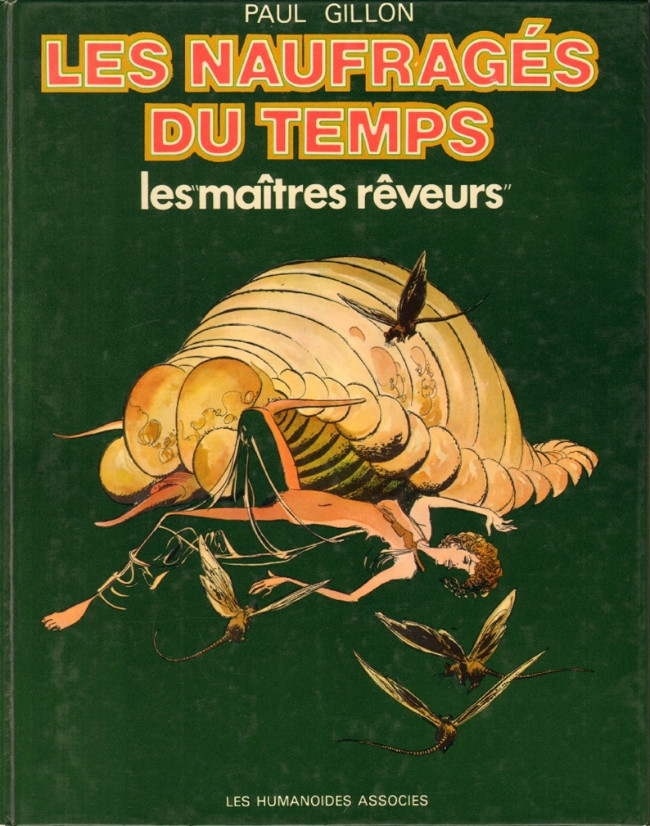 PAUL GILLON
LES NAUFRAGÉS
DU TEMPS
les "maîtres rêveurs"
LES HUMANOIDES ASSOCIES